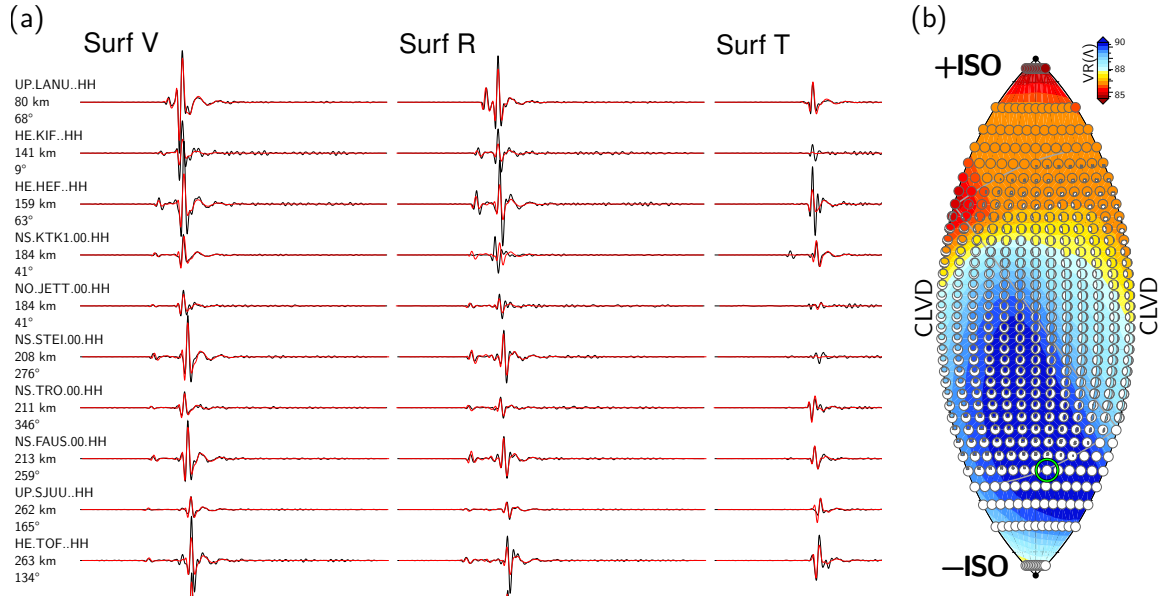 (a)
Surf V
Surf R
Surf T
UP.LANU..HH
80 km
68°
HE.KIF..HH
141 km
9°
HE.HEF..HH
159 km
63°
NS.KTK1.00.HH
184 km
41°
NO.JETT.00.HH
184 km
41°
NS.STEI.00.HH
208 km
276°
NS.TRO.00.HH
211 km
346°
NS.FAUS.00.HH
213 km
259°
UP.SJUU..HH
262 km
165°
HE.TOF..HH
263 km
134°
(b)
+ISO
VR(Λ)
90
88
85
CLVD
CLVD
−ISO